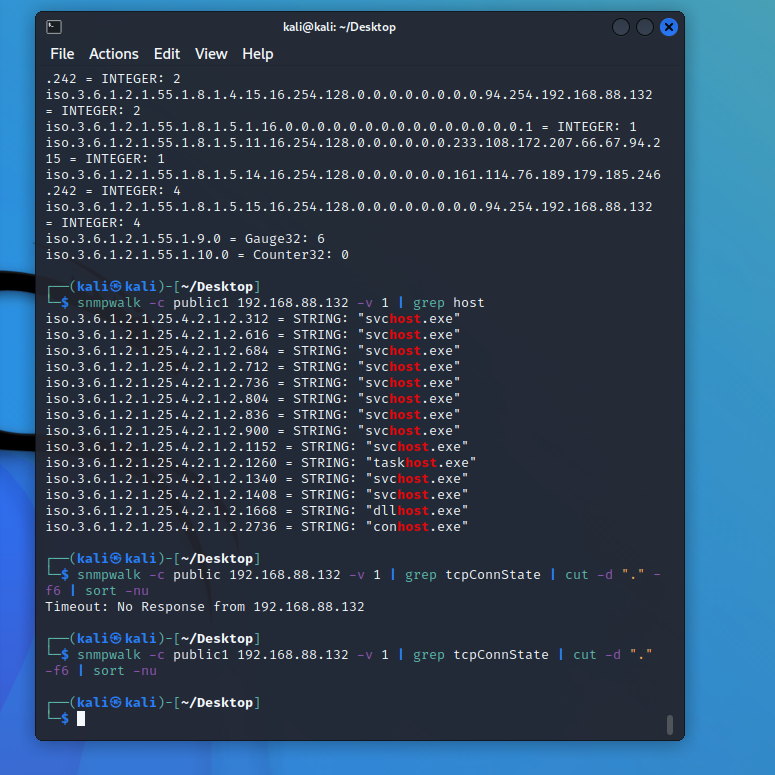 kali@kali: ~/Desktop
File Actions Edit View Help
.242 = INTEGER: 2
iso.3.6.1.2.1.55.1.8.1.4.15.16.254.128.0.0.0.0.0.0.0.0.94.254.192.168.88.132
= INTEGER: 2
iso.3.6.1.2.1.55.1.8.1.5.1.16.0.0.0.0.0.0.0.0.0.0.0.0.0.0.0.1 = INTEGER: 1
iso.3.6.1.2.1.55.1.8.1.5.11.16.254.128.0.0.0.0.0.0.233.108.172.207.66.67.94.2
15 = INTEGER: 1
iso.3.6.1.2.1.55.1.8.1.5.14.16.254.128.0.0.0.0.0.0.161.114.76.189.179.185.246
.242 = INTEGER: 4
iso.3.6.1.2.1.55.1.8.1.5.15.16.254.128.0.0.0.0.0.0.0.0.94.254.192.168.88.132
= INTEGER: 4
iso.3.6.1.2.1.55.1.9.0 = Gauge32: 6
iso.3.6.1.2.1.55.1.10.0 = Counter32: 0
┌──(kali㉿kali)-[~/Desktop]
└─$ snmpwalk -c public1 192.168.88.132 -v 1 | grep host
iso.3.6.1.2.1.25.4.2.1.2.312 = STRING: "svchost.exe"
iso.3.6.1.2.1.25.4.2.1.2.616 = STRING: "svchost.exe"
iso.3.6.1.2.1.25.4.2.1.2.684 = STRING: "svchost.exe"
iso.3.6.1.2.1.25.4.2.1.2.712 = STRING: "svchost.exe"
iso.3.6.1.2.1.25.4.2.1.2.736 = STRING: "svchost.exe"
iso.3.6.1.2.1.25.4.2.1.2.804 = STRING: "svchost.exe"
iso.3.6.1.2.1.25.4.2.1.2.836 = STRING: "svchost.exe"
iso.3.6.1.2.1.25.4.2.1.2.900 = STRING: "svchost.exe"
iso.3.6.1.2.1.25.4.2.1.2.1152 = STRING: "svchost.exe"
iso.3.6.1.2.1.25.4.2.1.2.1260 = STRING: "taskhost.exe"
iso.3.6.1.2.1.25.4.2.1.2.1340 = STRING: "svchost.exe"
iso.3.6.1.2.1.25.4.2.1.2.1408 = STRING: "svchost.exe"
iso.3.6.1.2.1.25.4.2.1.2.1668 = STRING: "dllhost.exe"
iso.3.6.1.2.1.25.4.2.1.2.2736 = STRING: "conhost.exe"
┌──(kali㉿kali)-[~/Desktop]
└─$ snmpwalk -c public 192.168.88.132 -v 1 | grep tcpConnState | cut -d "." -
f6 | sort -nu
Timeout: No Response from 192.168.88.132
┌──(kali㉿kali)-[~/Desktop]
└─$ snmpwalk -c public1 192.168.88.132 -v 1 | grep tcpConnState | cut -d "."
-f6 | sort -nu
┌──(kali㉿kali)-[~/Desktop]
└─$